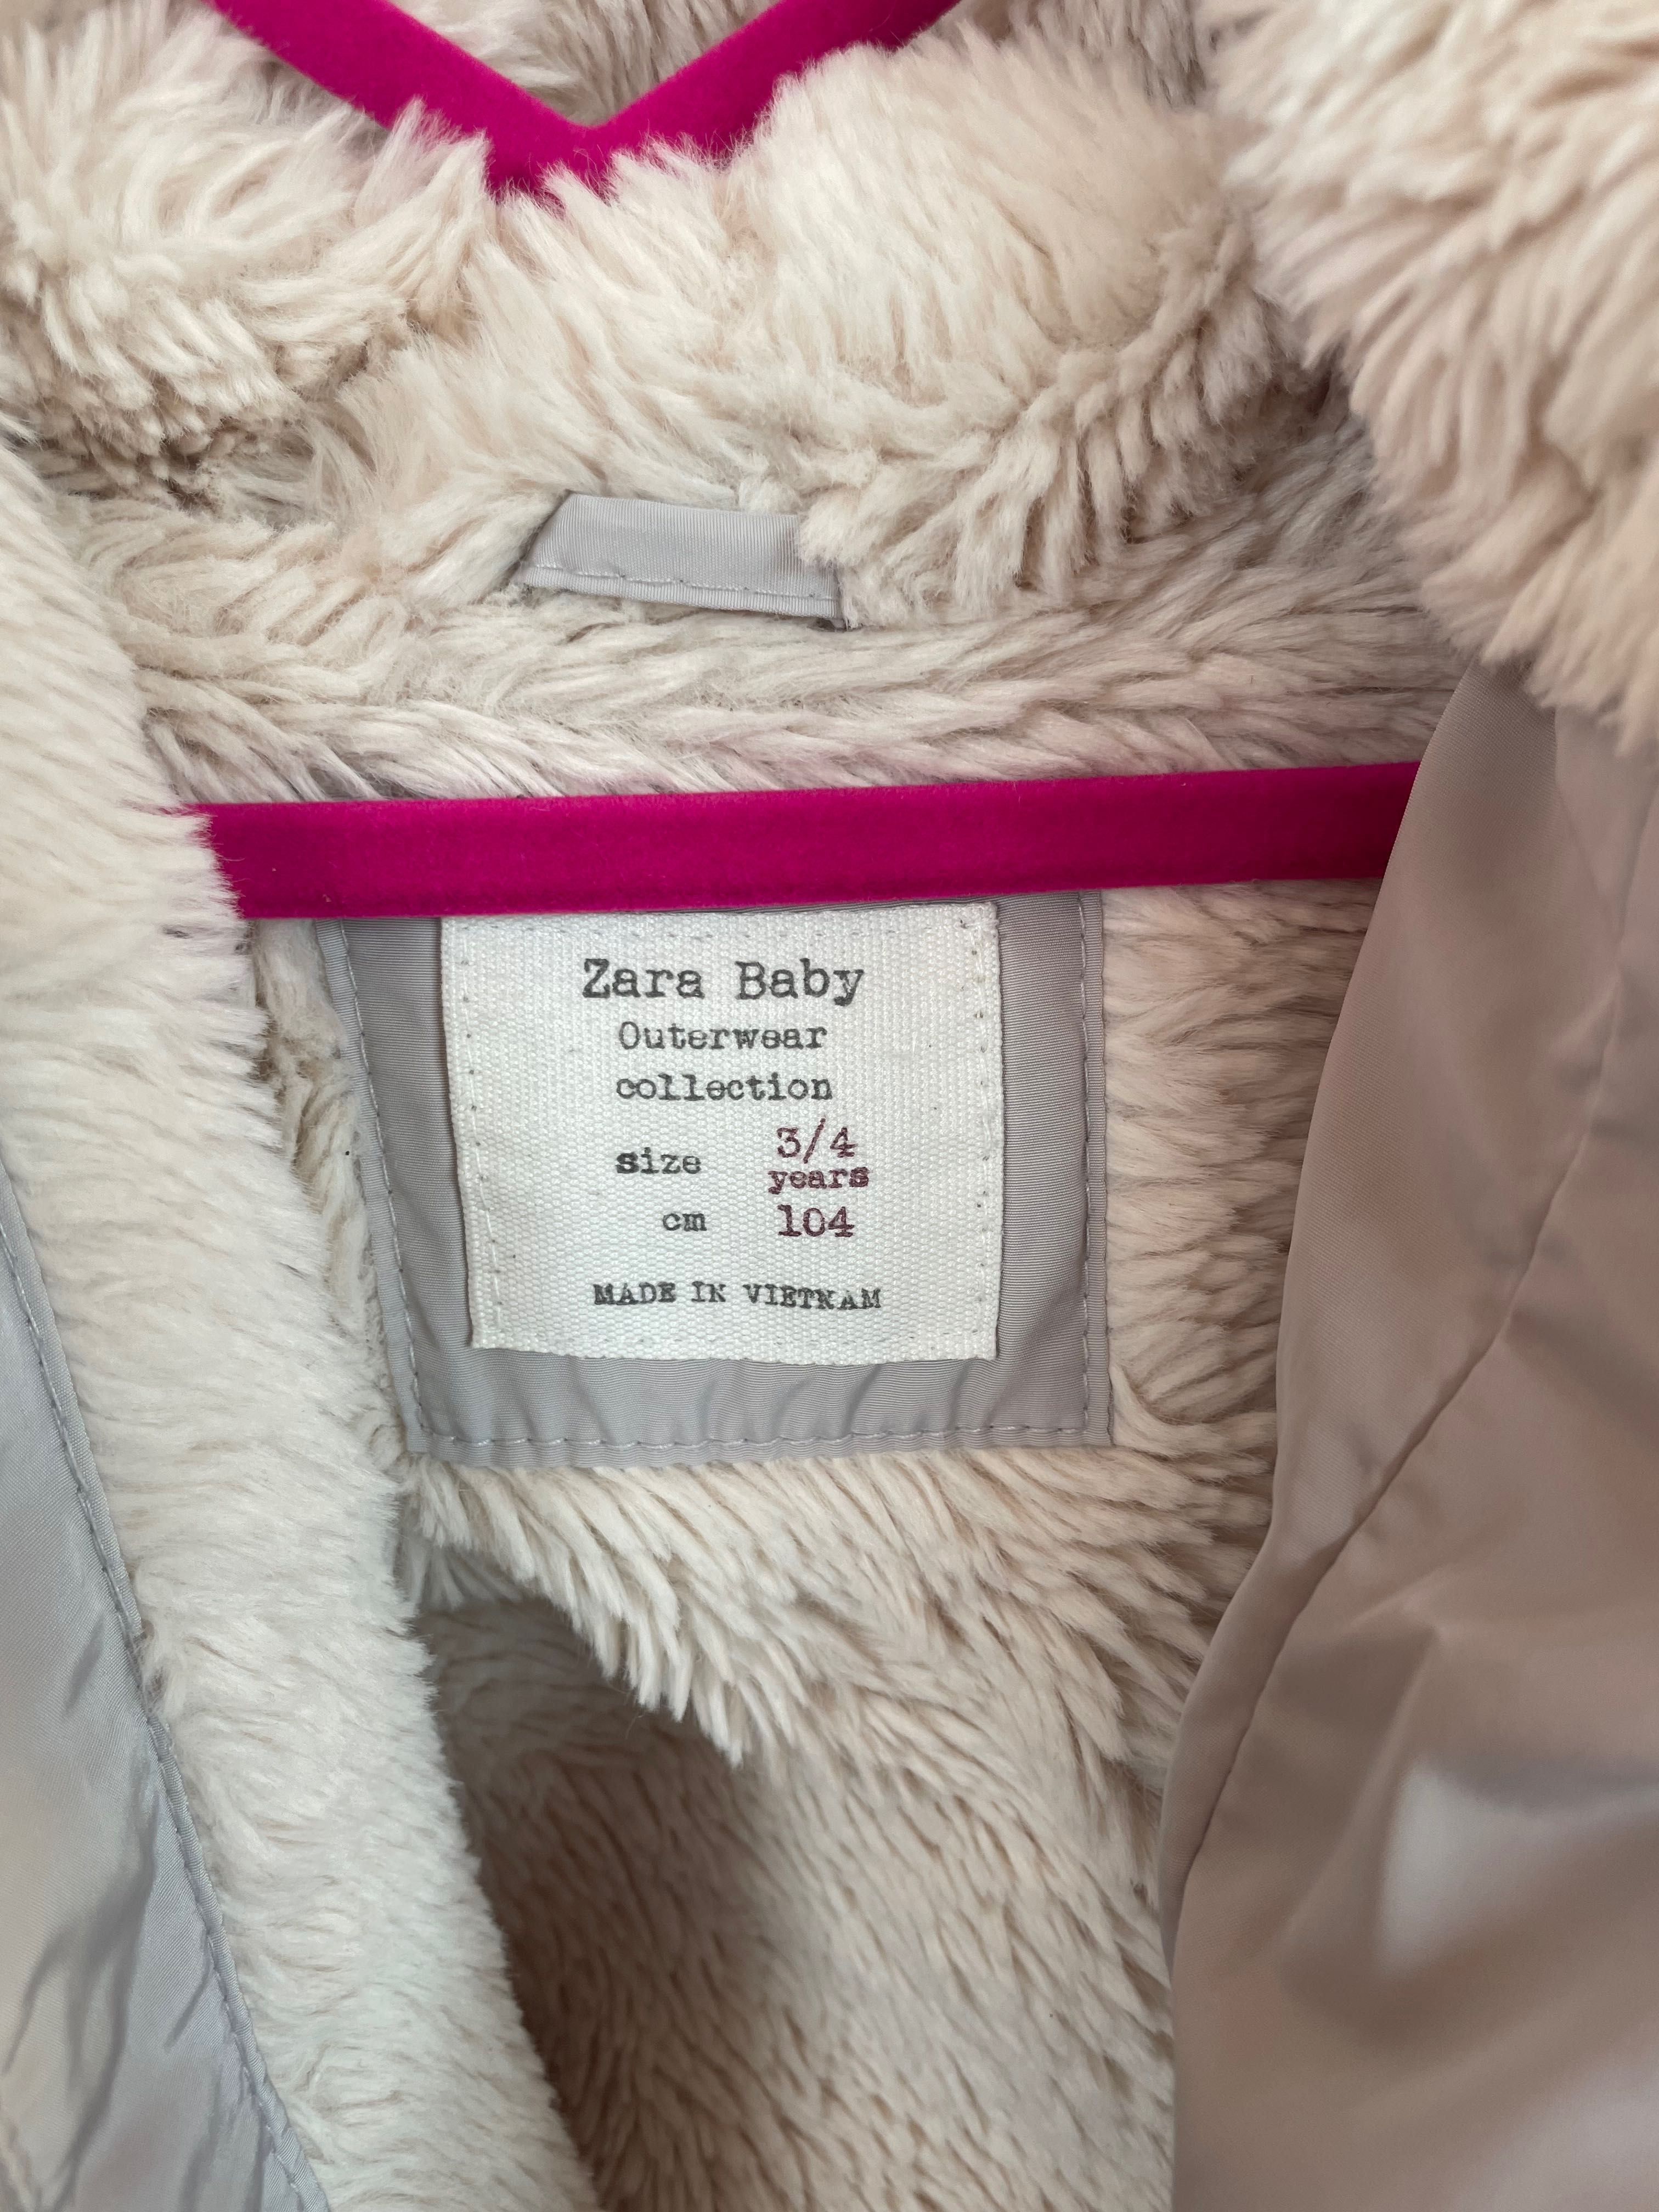 Zara Baby
Outerwear
collection
size 3/4
years
cm 104
MADE IN VIETNAM